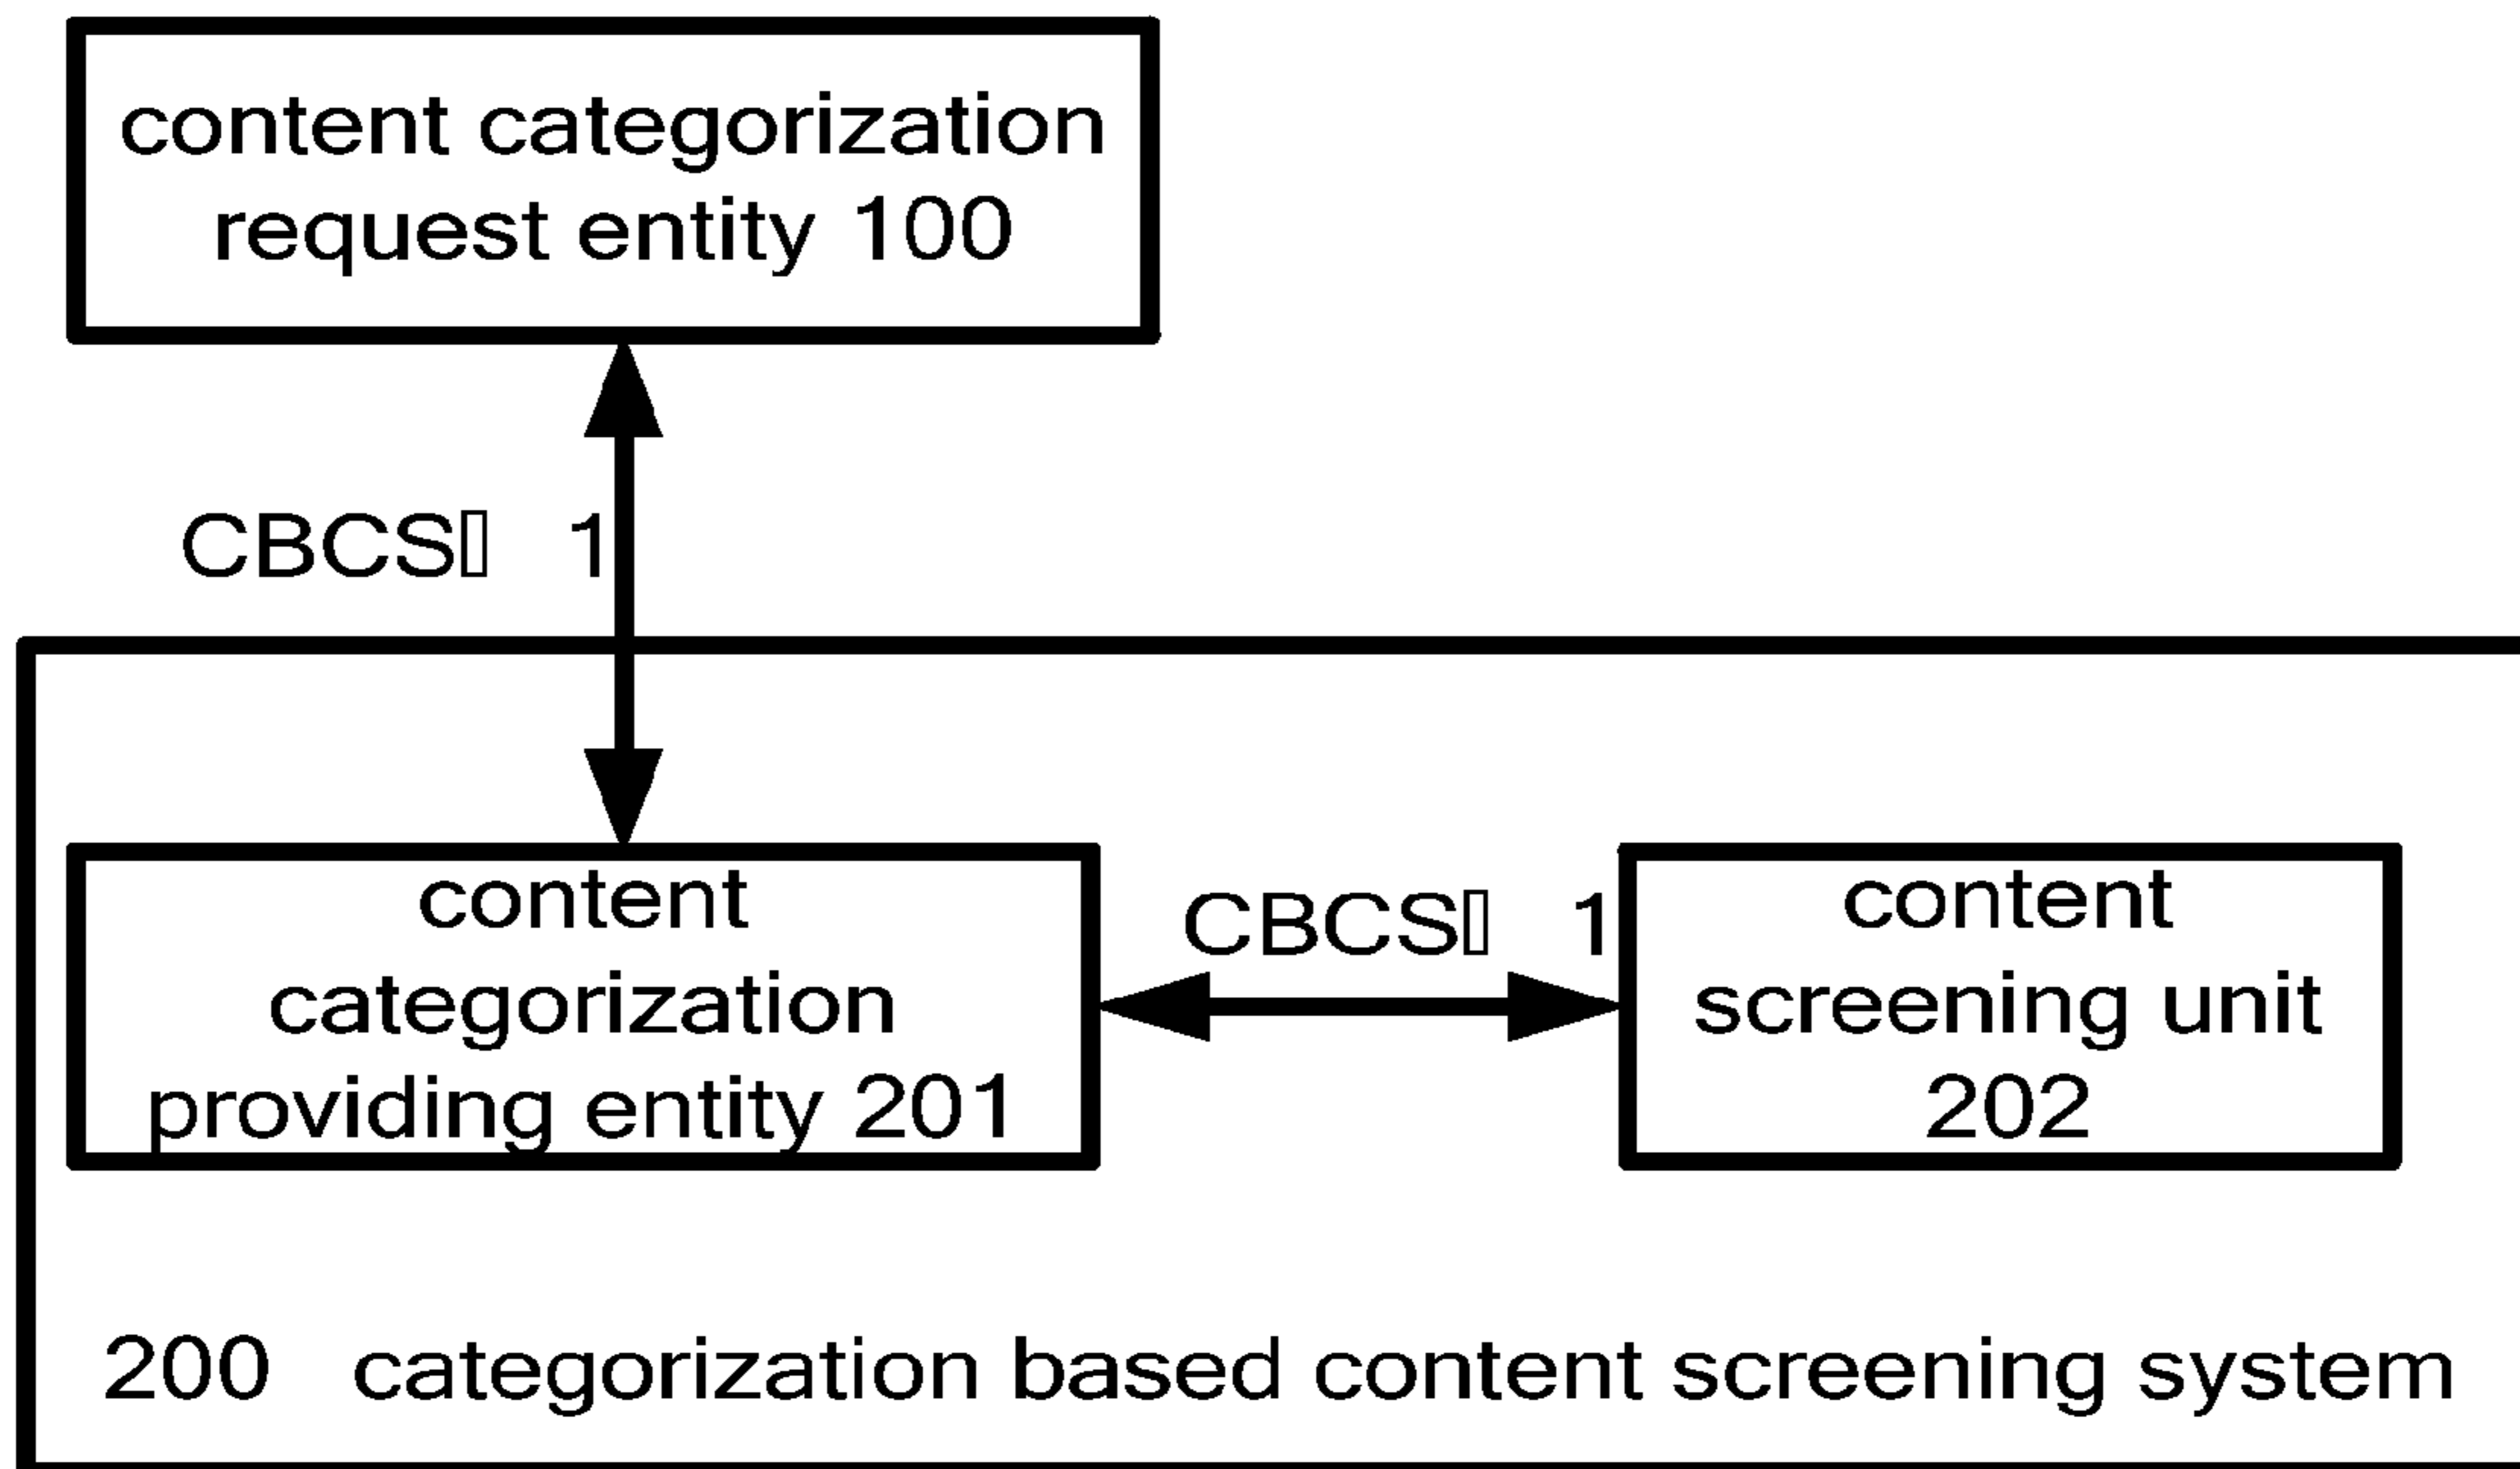 content categorization
request entity 100
CBCS▯ 1
content
categorization
providing entity 201
CBCS▯ 1
content
screening unit
202
200 categorization based content screening system